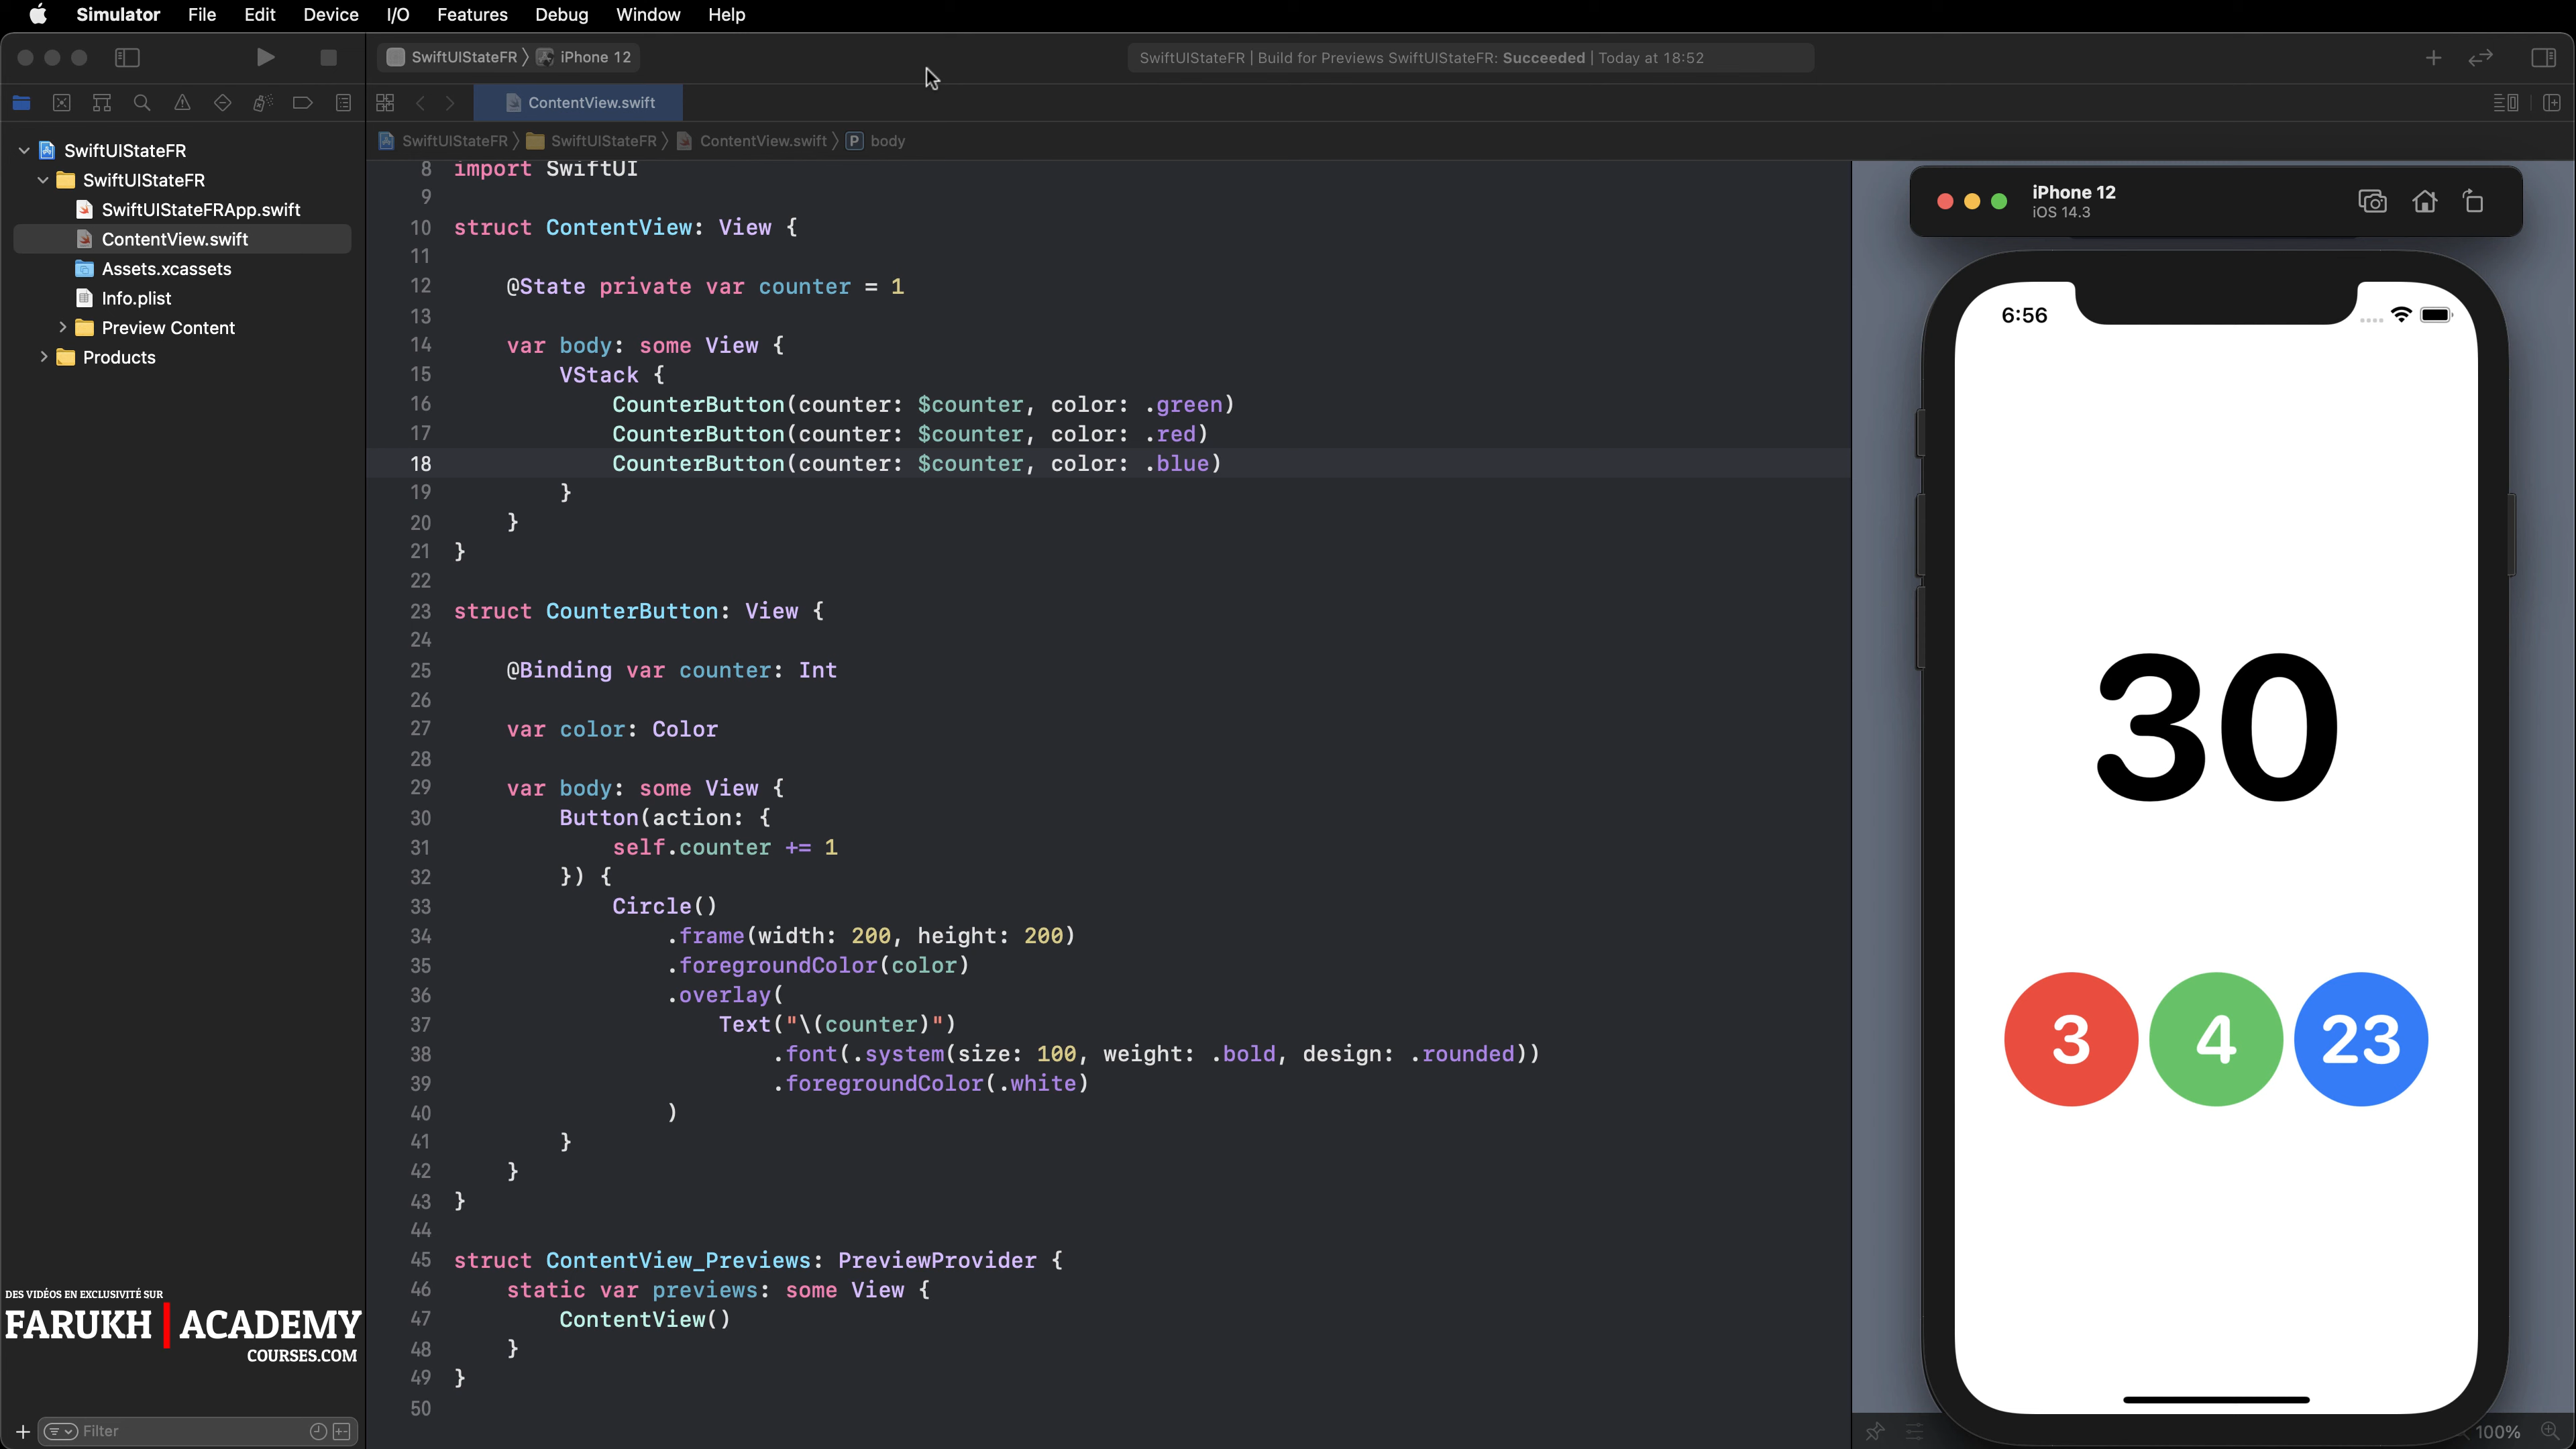 Simulator File Edit Device I/O Features Debug Window Help
SwiftUIStateFR iPhone 12
SwiftUIStateFR | Build for Previews SwiftUIStateFR: Succeeded | Today at 18:52
ContentView.swift
SwiftUIStateFR SwiftUIStateFR ContentView.swift P body
SwiftUIStateFR
SwiftUIStateFR
SwiftUIStateFRApp.swift
ContentView.swift
Assets.xcassets
Info.plist
Preview Content
Products
8 import SwiftUI
9
10 struct ContentView: View {
11
12 @State private var counter = 1
13
14 var body: some View {
15 VStack {
16 CounterButton(counter: $counter, color: .green)
17 CounterButton(counter: $counter, color: .red)
18 CounterButton(counter: $counter, color: .blue)
19 }
20 }
21 }
22
23 struct CounterButton: View {
24
25 @Binding var counter: Int
26
27 var color: Color
28
29 var body: some View {
30 Button(action: {
31 self.counter += 1
32 }) {
33 Circle()
34 .frame(width: 200, height: 200)
35 .foregroundColor(color)
36 .overlay(
37 Text("\(counter)")
38 .font(.system(size: 100, weight: .bold, design: .rounded))
39 .foregroundColor(.white)
40 )
41 }
42 }
43 }
44
45 struct ContentView_Previews: PreviewProvider {
46 static var previews: some View {
47 ContentView()
48 }
49 }
50
iPhone 12
iOS 14.3
6:56
30
3 4 23
DES VIDÉOS EN EXCLUSIVITÉ SUR
FARUKH | ACADEMY
COURSES.COM
Filter
100%